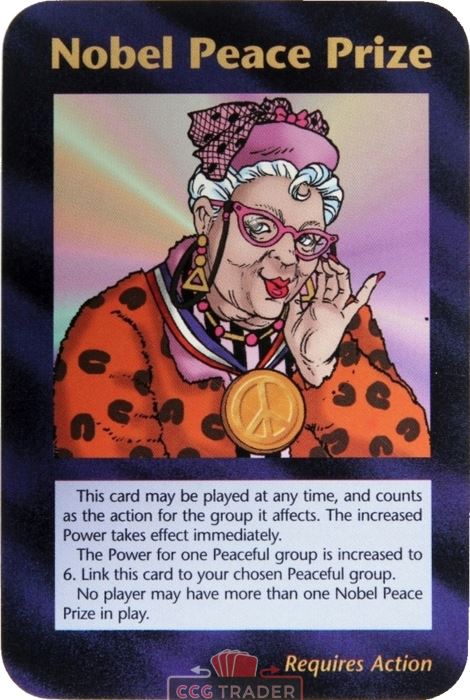 Nobel Peace Prize
This card may be played at any time, and counts
as the action for the group it affects. The increased
Power takes effect immediately.
The Power for one Peaceful group is increased to
6. Link this card to your chosen Peaceful group.
No player may have more than one Nobel Peace
Prize in play.
Requires Action
CCG TRADER